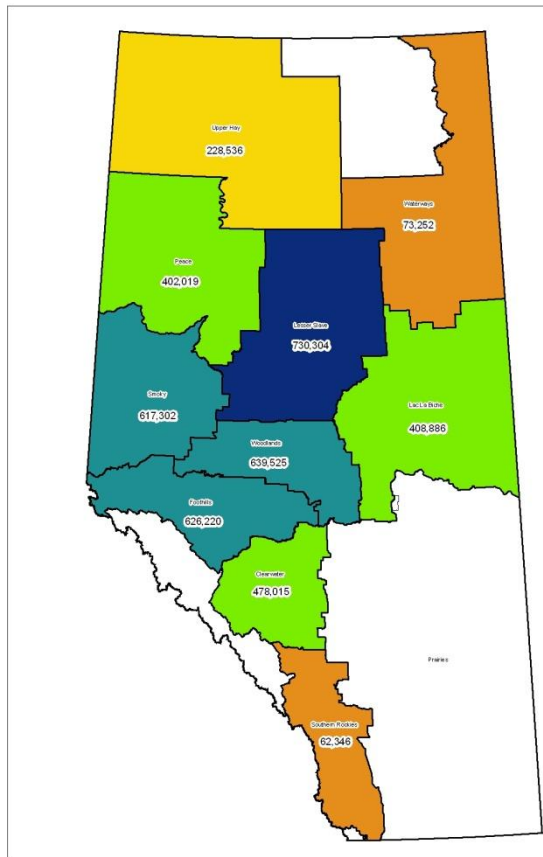 Upper Hay
228,536
Waterways
73,252
Peace
402,019
Lesser Slave
730,304
Smoky
617,302
Lac La Biche
408,886
Woodlands
639,525
Foothills
626,220
Clearwater
478,015
Prairies
Southern Rockies
62,346